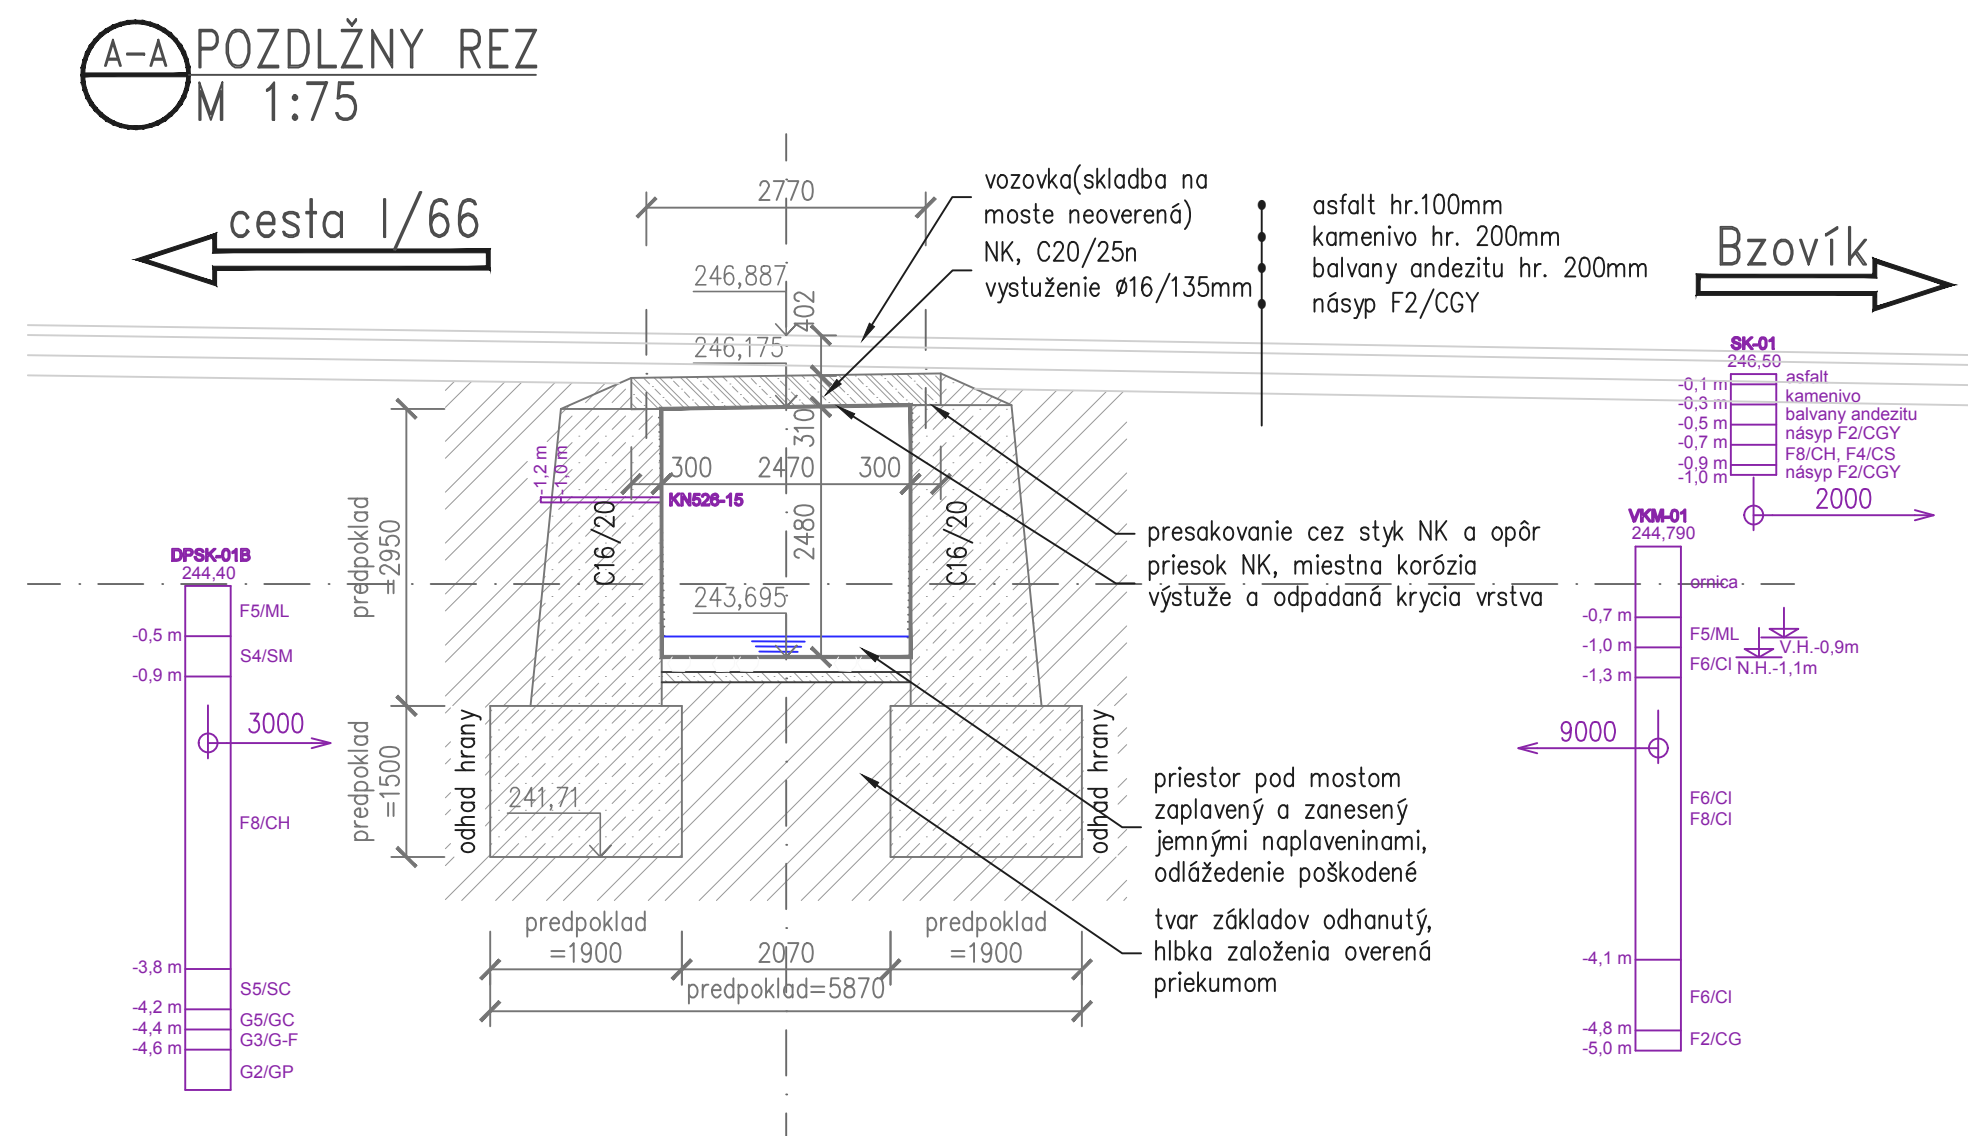 A-A
POZDĹŽNY REZ
M 1:75
cesta I/66
2770
vozovka(skladba na
moste neoverená)
NK, C20/25n
vystuženie ø16/135mm
asfalt hr.100mm
kamenivo hr. 200mm
balvany andezitu hr. 200mm
násyp F2/CGY
Bzovík
246,887
402
246,175
310
300
2470
300
2480
243,695
-1,2 m
-1,0 m
KN526-15
C16/20
C16/20
predpoklad
=2950
predpoklad
=1500
odhad hrany
odhad hrany
241,71
presakovanie cez styk NK a opôr
priesok NK, miestna korózia
výstuže a odpadaná krycia vrstva
priestor pod mostom
zaplavený a zanesený
jemnými naplaveninami,
odláždenie poškodené
tvar základov odhanutý,
hlbka založenia overená
priekumom
predpoklad
=1900
2070
predpoklad
=1900
predpoklad=5870
DPSK-01B
244,40
F5/ML
-0,5 m
S4/SM
-0,9 m
3000
F8/CH
-3,8 m
S5/SC
-4,2 m
G5/GC
-4,4 m
G3/G-F
-4,6 m
G2/GP
SK-01
246,50
asfalt
-0,1 m
kamenivo
-0,3 m
balvany andezitu
-0,5 m
násyp F2/CGY
-0,7 m
F8/CH, F4/CS
-0,9 m
násyp F2/CGY
-1,0 m
2000
VKM-01
244,790
ornica
-0,7 m
F5/ML
-1,0 m
F6/CI
-1,3 m
V.H.-0,9m
N.H.-1,1m
9000
F6/CI
F8/CI
-4,1 m
F6/CI
-4,8 m
F2/CG
-5,0 m